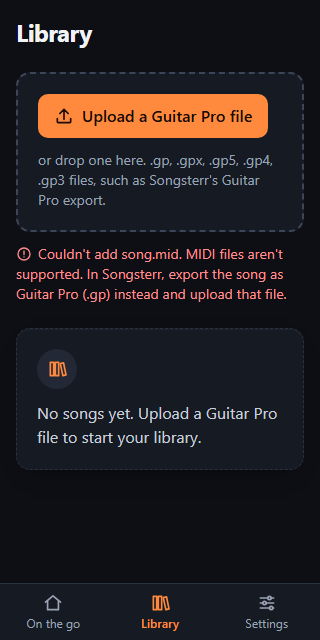 Library
Upload a Guitar Pro file
or drop one here. .gp, .gpx, .gp5, .gp4,
.gp3 files, such as Songsterr's Guitar
Pro export.
Couldn't add song.mid. MIDI files aren't
supported. In Songsterr, export the song as
Guitar Pro (.gp) instead and upload that file.
No songs yet. Upload a Guitar Pro
file to start your library.
On the go
Library
Settings